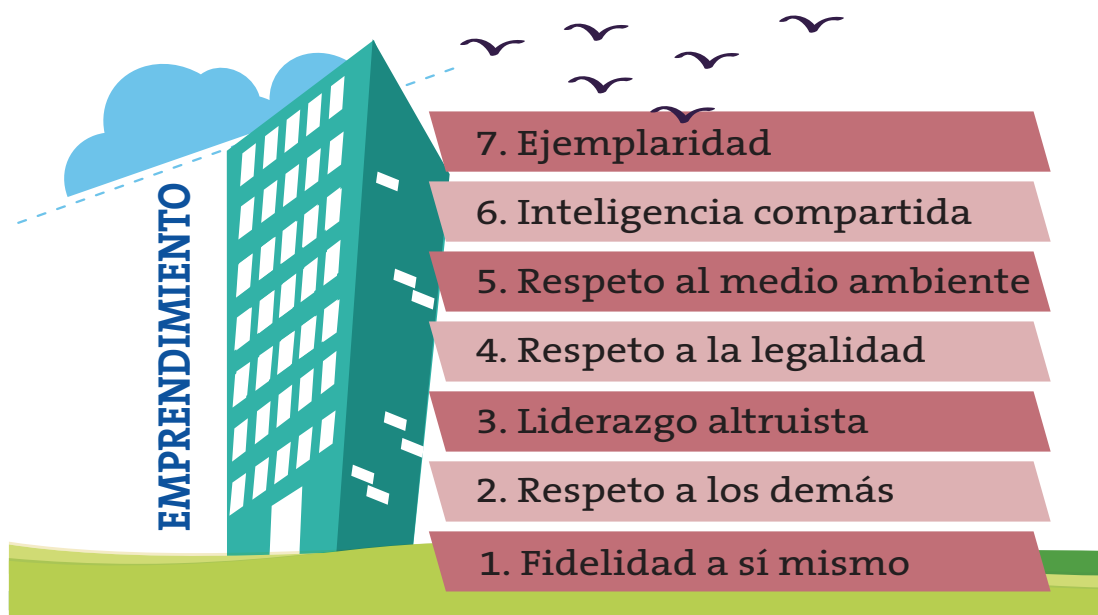 EMPRENDIMIENTO
7. Ejemplaridad
6. Inteligencia compartida
5. Respeto al medio ambiente
4. Respeto a la legalidad
3. Liderazgo altruista
2. Respeto a los demás
1. Fidelidad a sí mismo